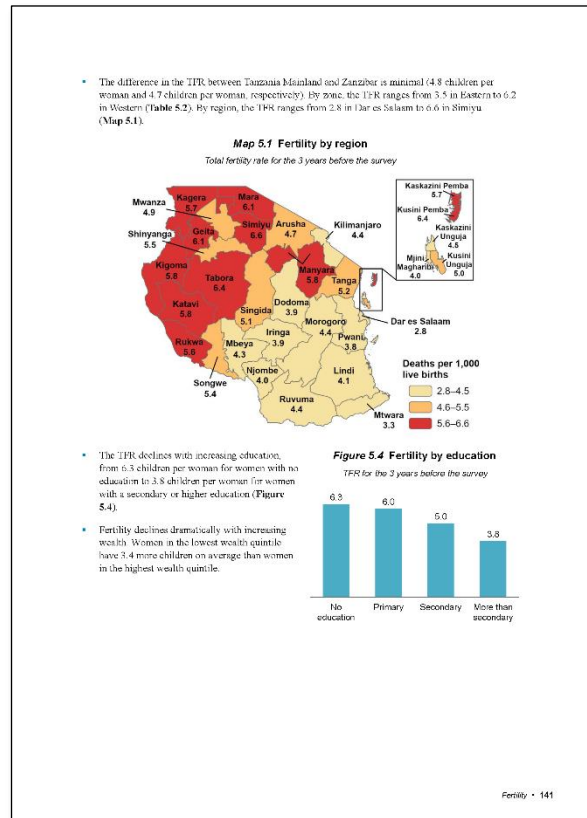 ▪ The difference in the TFR between Tanzania Mainland and Zanzibar is minimal (4.8 children per
woman and 4.7 children per woman, respectively). By zone, the TFR ranges from 3.5 in Eastern to 6.2
in Western (Table 5.2). By region, the TFR ranges from 2.8 in Dar es Salaam to 6.6 in Simiyu
(Map 5.1).
Map 5.1 Fertility by region
Total fertility rate for the 3 years before the survey
Kagera
5.7
Mara
6.1
Mwanza
4.9
Geita
6.1
Simiyu
6.6
Arusha
4.7
Kilimanjaro
4.4
Shinyanga
5.5
Kigoma
5.8
Tabora
6.4
Manyara
5.8
Tanga
5.2
Katavi
5.8
Singida
5.1
Dodoma
3.9
Morogoro
4.4
Dar es Salaam
2.8
Rukwa
5.6
Mbeya
4.3
Iringa
3.9
Pwani
3.8
Songwe
5.4
Njombe
4.0
Lindi
4.1
Ruvuma
4.4
Mtwara
3.3
Kaskazini Pemba
5.7
Kusini Pemba
6.4
Kaskazini
Unguja
4.5
Mjini
Magharibi
4.0
Kusini
Unguja
5.0
Deaths per 1,000
live births
2.8–4.5
4.6–5.5
5.6–6.6
▪ The TFR declines with increasing education,
from 6.3 children per woman for women with no
education to 3.8 children per woman for women
with a secondary or higher education (Figure
5.4).
▪ Fertility declines dramatically with increasing
wealth. Women in the lowest wealth quintile
have 3.4 more children on average than women
in the highest wealth quintile.
Figure 5.4 Fertility by education
TFR for the 3 years before the survey
6.3
6.0
5.0
3.8
No
education
Primary
Secondary
More than
secondary
Fertility • 141